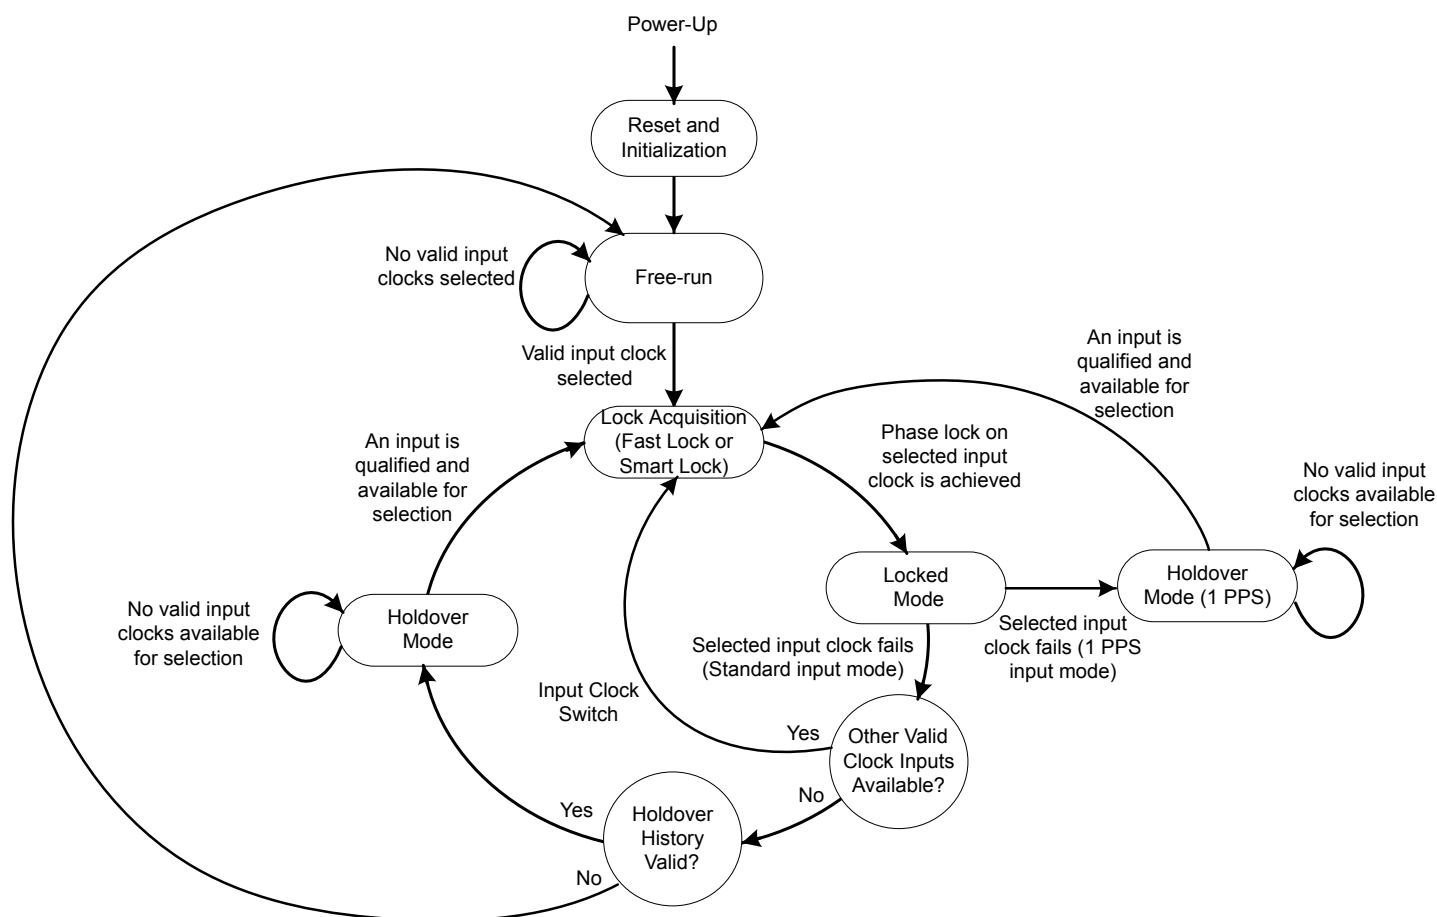 Power-Up
Reset and
Initialization
No valid input
clocks selected
Free-run
Valid input clock
selected
An input is
qualified and
available for
selection
Lock Acquisition
(Fast Lock or
Smart Lock)
An input is
qualified and
available for
selection
Phase lock on
selected input
clock is achieved
No valid input
clocks available
for selection
Locked
Mode
Holdover
Mode (1 PPS)
No valid input
clocks available
for selection
Holdover
Mode
Selected input clock fails
(Standard input mode)
Selected input
clock fails (1 PPS
input mode)
Input Clock
Switch
Yes
Other Valid
Clock Inputs
Available?
No
Yes
Holdover
History
Valid?
No